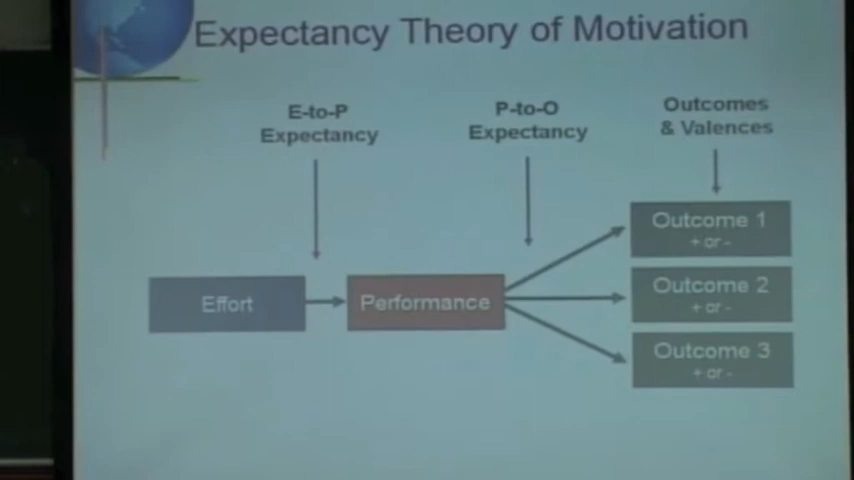 Expectancy Theory of Motivation
E-to-P
Expectancy
P-to-O
Expectancy
Outcomes
& Valences
Effort
Performance
Outcome 1
+ or -
Outcome 2
+ or -
Outcome 3
+ or -